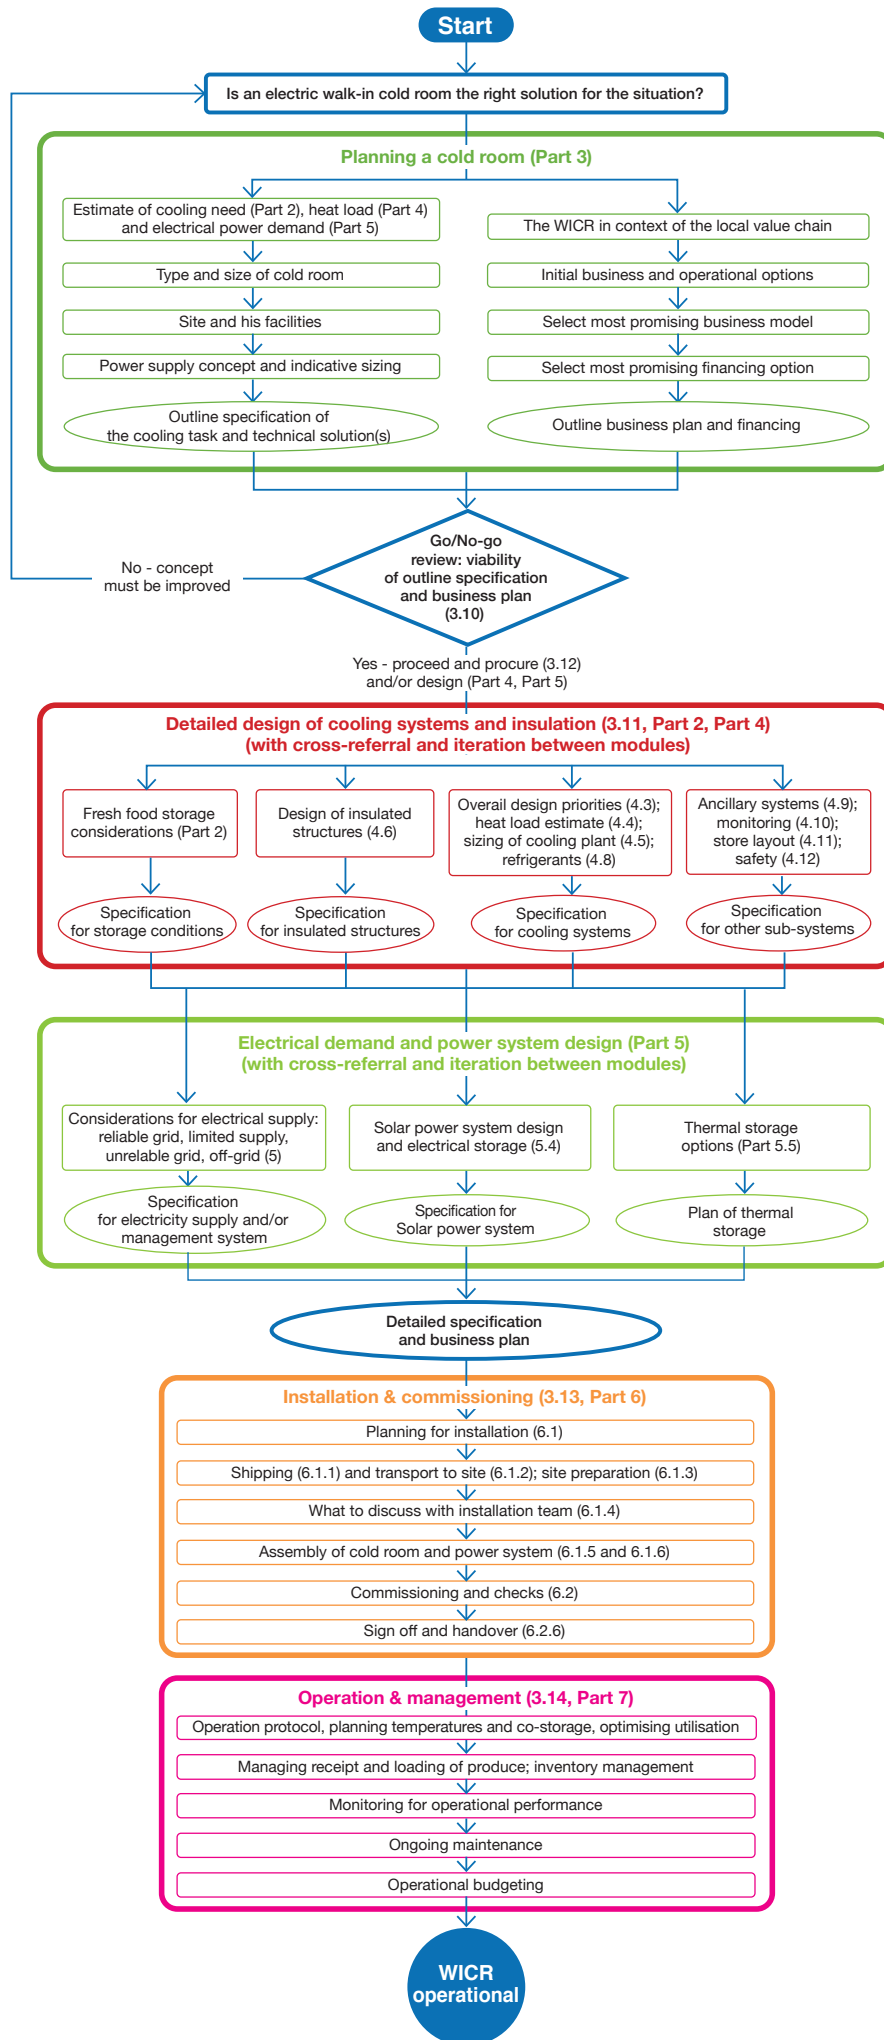 Start
Is an electric walk-in cold room the right solution for the situation?
Planning a cold room (Part 3)
Estimate of cooling need (Part 2), heat load (Part 4)
and electrical power demand (Part 5)
Type and size of cold room
Site and his facilities
Power supply concept and indicative sizing
Outline specification of
the cooling task and technical solution(s)
The WICR in context of the local value chain
Initial business and operational options
Select most promising business model
Select most promising financing option
Outline business plan and financing
Go/No-go
review: viability
of outline specification
and business plan
(3.10)
No - concept
must be improved
Yes - proceed and procure (3.12)
and/or design (Part 4, Part 5)
Detailed design of cooling systems and insulation (3.11, Part 2, Part 4)
(with cross-referral and iteration between modules)
Fresh food storage
considerations (Part 2)
Design of insulated
structures (4.6)
Overail design priorities (4.3);
heat load estimate (4.4);
sizing of cooling plant (4.5);
refrigerants (4.8)
Ancillary systems (4.9);
monitoring (4.10);
store layout (4.11);
safety (4.12)
Specification
for storage conditions
Specification
for insulated structures
Specification
for cooling systems
Specification
for other sub-systems
Electrical demand and power system design (Part 5)
(with cross-referral and iteration between modules)
Considerations for electrical supply:
reliable grid, limited supply,
unrelable grid, off-grid (5)
Solar power system design
and electrical storage (5.4)
Thermal storage
options (Part 5.5)
Specification
for electricity supply and/or
management system
Specification for
Solar power system
Plan of thermal
storage
Detailed specification
and business plan
Installation & commissioning (3.13, Part 6)
Planning for installation (6.1)
Shipping (6.1.1) and transport to site (6.1.2); site preparation (6.1.3)
What to discuss with installation team (6.1.4)
Assembly of cold room and power system (6.1.5 and 6.1.6)
Commissioning and checks (6.2)
Sign off and handover (6.2.6)
Operation & management (3.14, Part 7)
Operation protocol, planning temperatures and co-storage, optimising utilisation
Managing receipt and loading of produce; inventory management
Monitoring for operational performance
Ongoing maintenance
Operational budgeting
WICR
operational